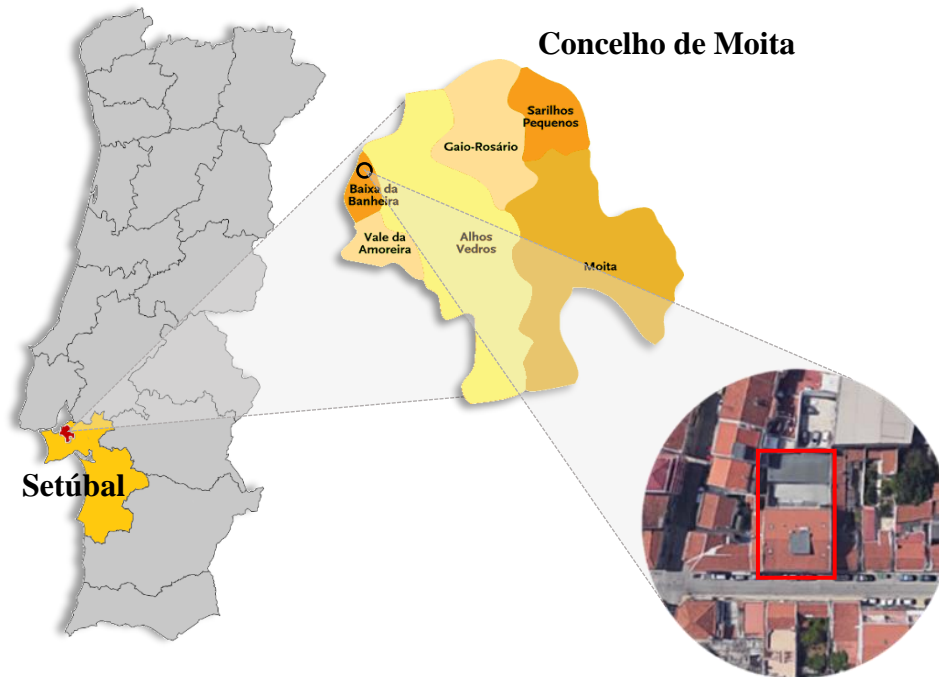 Concelho de Moita
Sarilhos
Pequenos
Gaio-Rosário
Baixa da
Banheira
Vale da
Amoreira
Alhos
Vedros
Moita
Setúbal